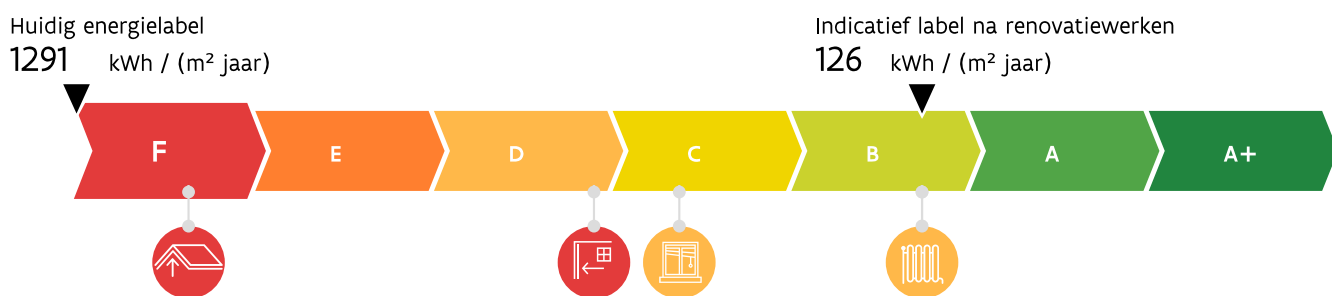 Huidig energielabel
1291 kWh / (m² jaar)
Indicatief label na renovatiewerken
126 kWh / (m² jaar)
F E D C B A A+